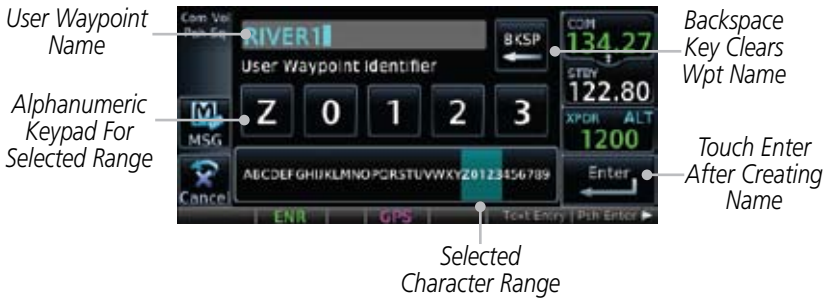 User Waypoint
Name
Alphanumeric
Keypad For
Selected Range
Com Vol
Psh Sq
MSG
Cancel
RIVER1
BKSP
User Waypoint Identifier
Z 0 1 2 3
ABCDEFGHIJKLMNOPQRSTUVWXYZ0123456789
COM
134.27
STBY
122.80
XPDR ALT
1200
Enter
ENR GPS Text Entry Psh Enter
Backspace
Key Clears
Wpt Name
Touch Enter
After Creating
Name
Selected
Character Range